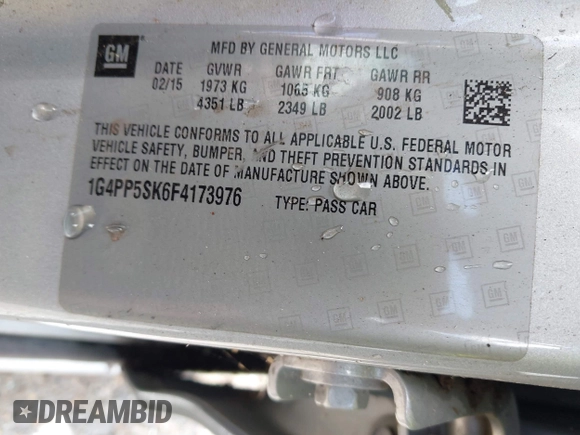 GM
MFD BY GENERAL MOTORS LLC
DATE GVWR GAWR FRT GAWR RR
02/15 1973 KG 1065 KG 908 KG
4351 LB 2349 LB 2002 LB
THIS VEHICLE CONFORMS TO ALL APPLICABLE U.S. FEDERAL MOTOR
VEHICLE SAFETY, BUMPER, AND THEFT PREVENTION STANDARDS IN
EFFECT ON THE DATE OF MANUFACTURE SHOWN ABOVE.
1G4PP5SK6F4173976 TYPE: PASS CAR
DREAMBID